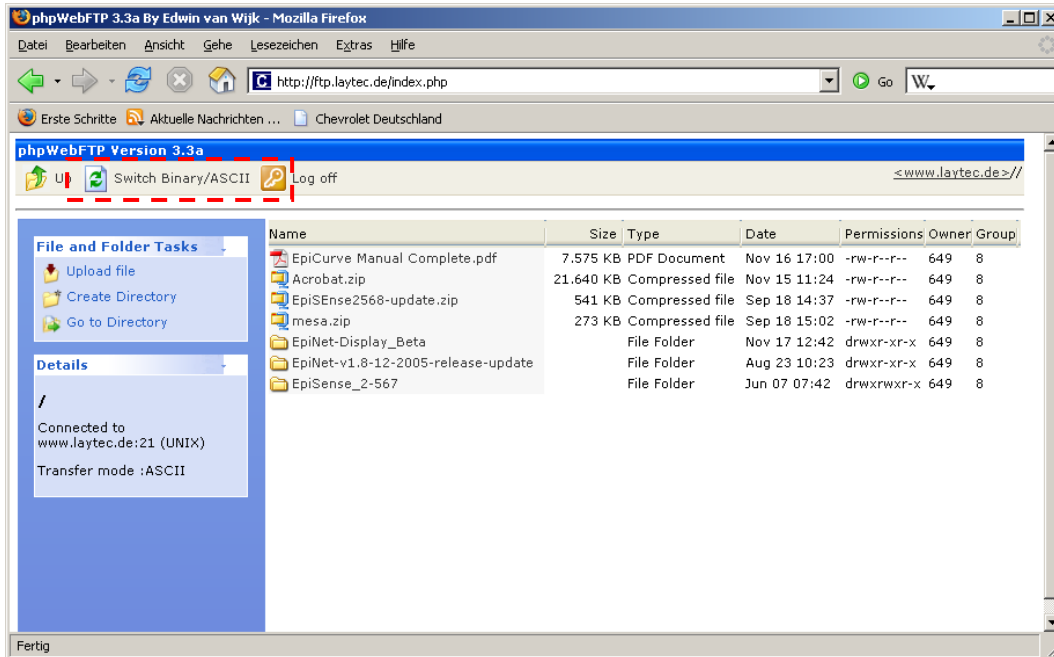 phpWebFTP 3.3a By Edwin van Wijk - Mozilla Firefox
Datei Bearbeiten Ansicht Gehe Lesezeichen Extras Hilfe
http://ftp.laytec.de/index.php Go W
Erste Schritte Aktuelle Nachrichten ... Chevrolet Deutschland
phpWebFTP Version 3.3a
Switch Binary/ASCII Log off <www.laytec.de>//
File and Folder Tasks
Upload file
Create Directory
Go to Directory
Details
/
Connected to
www.laytec.de:21 (UNIX)
Transfer mode :ASCII
Name Size Type Date Permissions Owner Group
EpiCurve Manual Complete.pdf 7.575 KB PDF Document Nov 16 17:00 -rw-r--r-- 649 8
Acrobat.zip 21.640 KB Compressed file Nov 15 11:24 -rw-r--r-- 649 8
EpiSEnse2568-update.zip 541 KB Compressed file Sep 18 14:37 -rw-r--r-- 649 8
mesa.zip 273 KB Compressed file Sep 18 15:02 -rw-r--r-- 649 8
EpiNet-Display_Beta File Folder Nov 17 12:42 drwxr-xr-x 649 8
EpiNet-v1.8-12-2005-release-update File Folder Aug 23 10:23 drwxr-xr-x 649 8
EpiSense_2-567 File Folder Jun 07 07:42 drwxrwxr-x 649 8
Fertig